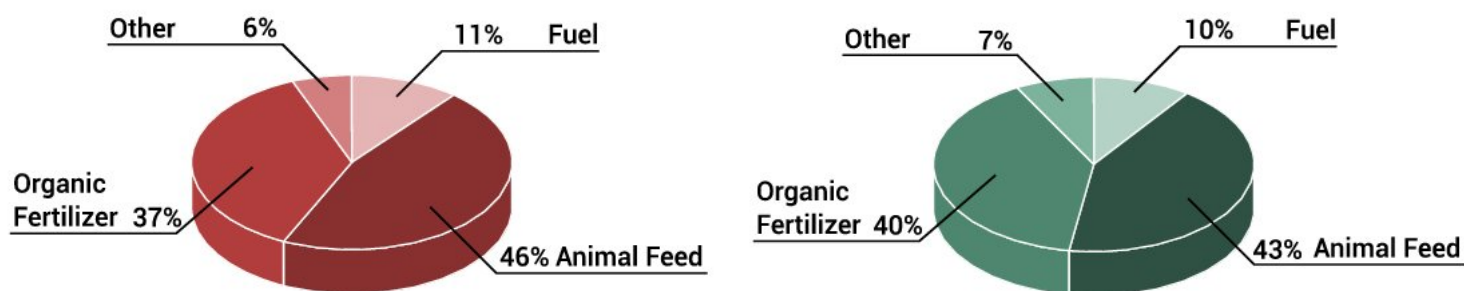 Other 6%
11% Fuel
Organic
Fertilizer 37%
46% Animal Feed
Other 7%
10% Fuel
Organic
Fertilizer 40%
43% Animal Feed